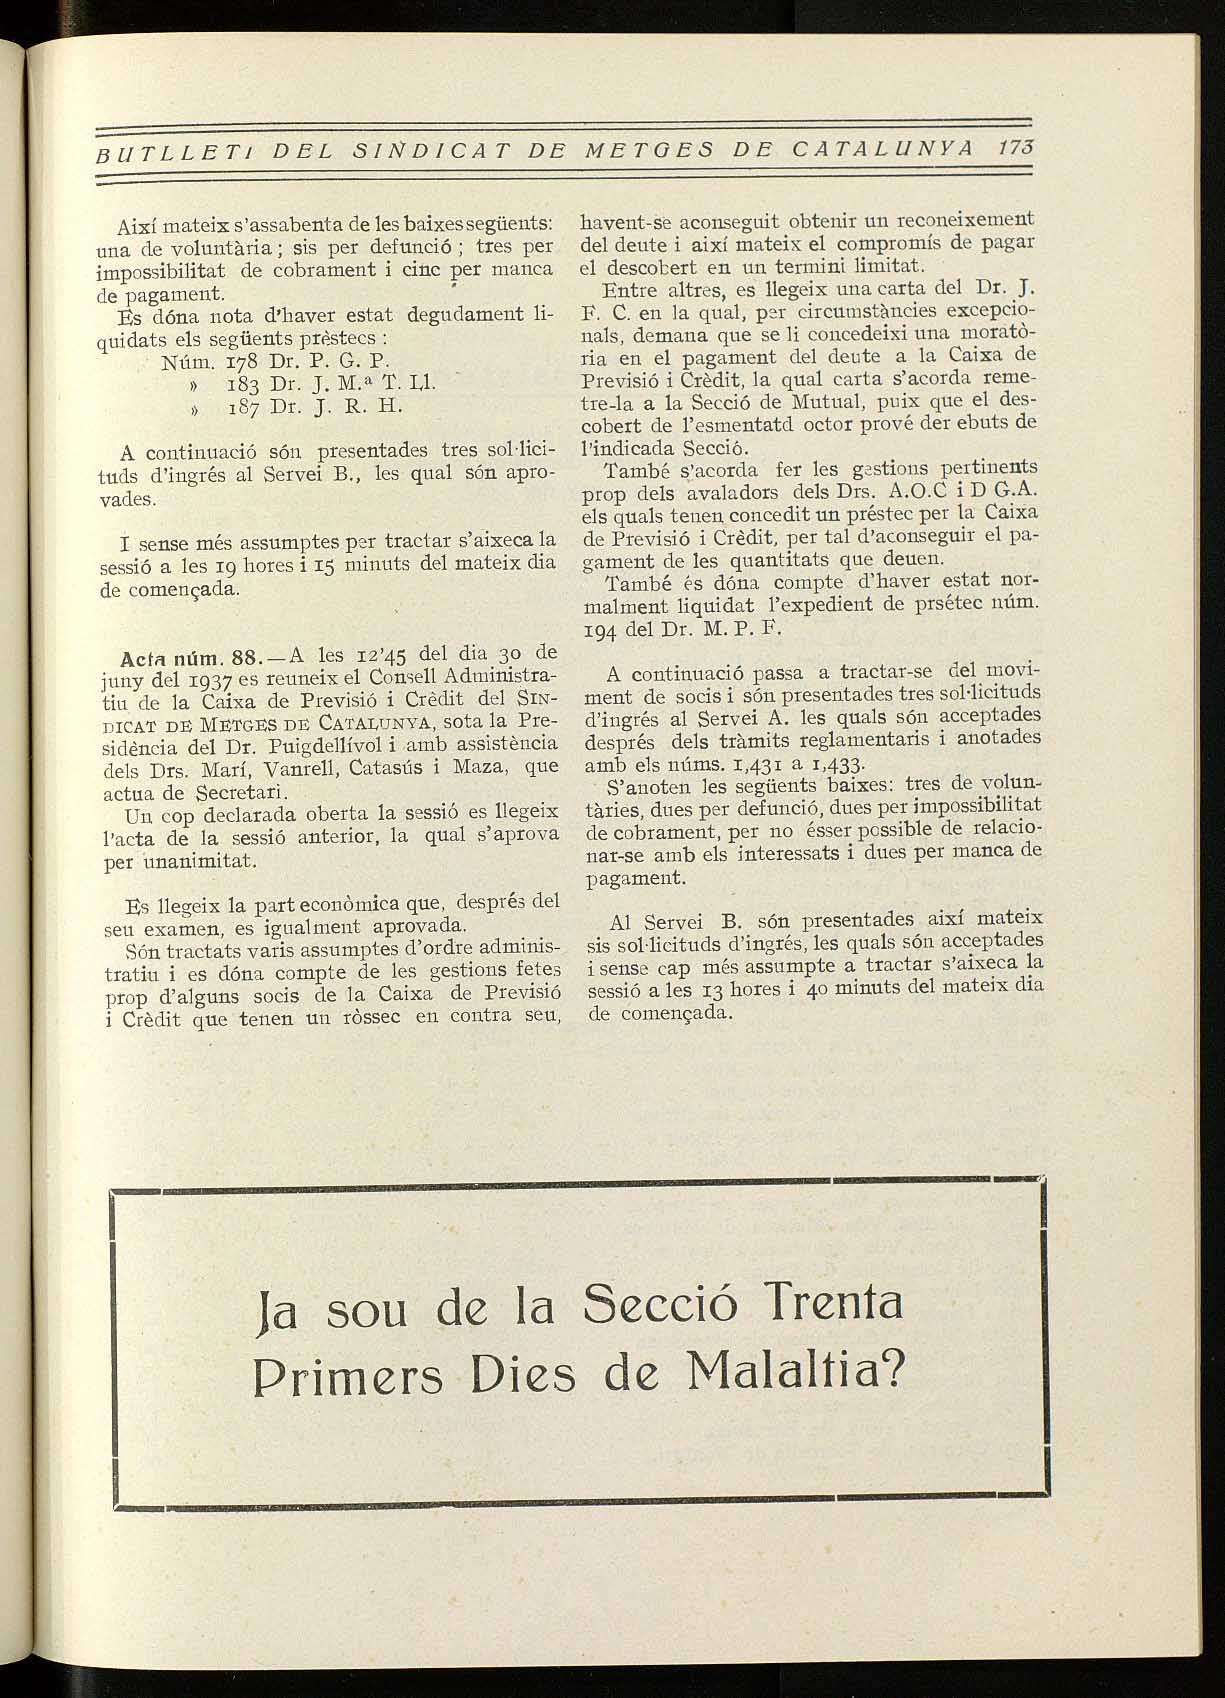 BUTLLETI DEL SINDICAT DE METGES DE CATALUNYA 173
Així mateix s'assabenta de les baixes següents:
una de voluntària; sis per defunció; tres per
impossibilitat de cobrament i cinc per manca
de pagament.
Es dóna nota d'haver estat degudament li-
quidats els següents prèstecs :
Núm. 178 Dr. P. G. P.
» 183 Dr. J. M.ª T. Ll.
» 187 Dr. J. R. H.
A continuació són presentades tres sol·lici-
tuds d'ingrés al Servei B., les qual són apro-
vades.
I sense més assumptes per tractar s'aixeca la
sessió a les 19 hores i 15 minuts del mateix dia
de començada.
Acta núm. 88.—A les 12'45 del dia 30 de
juny del 1937 es reuneix el Consell Administra-
tiu de la Caixa de Previsió i Crèdit del SIN-
DICAT DE METGES DE CATALUNYA, sota la Pre-
sidència del Dr. Puigdellívol i amb assistència
dels Drs. Marí, Vanrell, Catasús i Maza, que
actua de Secretari.
Un cop declarada oberta la sessió es llegeix
l'acta de la sessió anterior, la qual s'aprova
per unanimitat.
Es llegeix la part econòmica que, després del
seu examen, es igualment aprovada.
Són tractats varis assumptes d'ordre adminis-
tratiu i es dóna compte de les gestions fetes
prop d'alguns socis de la Caixa de Previsió
i Crèdit que tenen un ròssec en contra seu,
havent-se aconseguit obtenir un reconeixement
del deute i així mateix el compromís de pagar
el descobert en un termini limitat.
Entre altres, es llegeix una carta del Dr. J.
F. C. en la qual, per circumstàncies excepcio-
nals, demana que se li concedeixi una morató-
ria en el pagament del deute a la Caixa de
Previsió i Crèdit, la qual carta s'acorda reme-
tre-la a la Secció de Mutual, puix que el des-
cobert de l'esmentatd octor prové der ebuts de
l'indicada Secció.
També s'acorda fer les gestions pertinents
prop dels avaladors dels Drs. A.O.C i D G.A.
els quals tenen concedit un préstec per la Caixa
de Previsió i Crèdit, per tal d'aconseguir el pa-
gament de les quantitats que deuen.
També és dóna compte d'haver estat nor-
malment liquidat l'expedient de prsétec núm.
194 del Dr. M. P. F.
A continuació passa a tractar-se del movi-
ment de socis i són presentades tres sol·licituds
d'ingrés al Servei A. les quals són acceptades
després dels tràmits reglamentaris i anotades
amb els núms. 1,431 a 1,433.
S'anoten les següents baixes: tres de volun-
tàries, dues per defunció, dues per impossibilitat
de cobrament, per no ésser possible de relacio-
nar-se amb els interessats i dues per manca de
pagament.
Al Servei B. són presentades així mateix
sis sol·licituds d'ingrés, les quals són acceptades
i sense cap més assumpte a tractar s'aixeca la
sessió a les 13 hores i 40 minuts del mateix dia
de començada.
Ja sou de la Secció Trenta
Primers Dies de Malaltia?